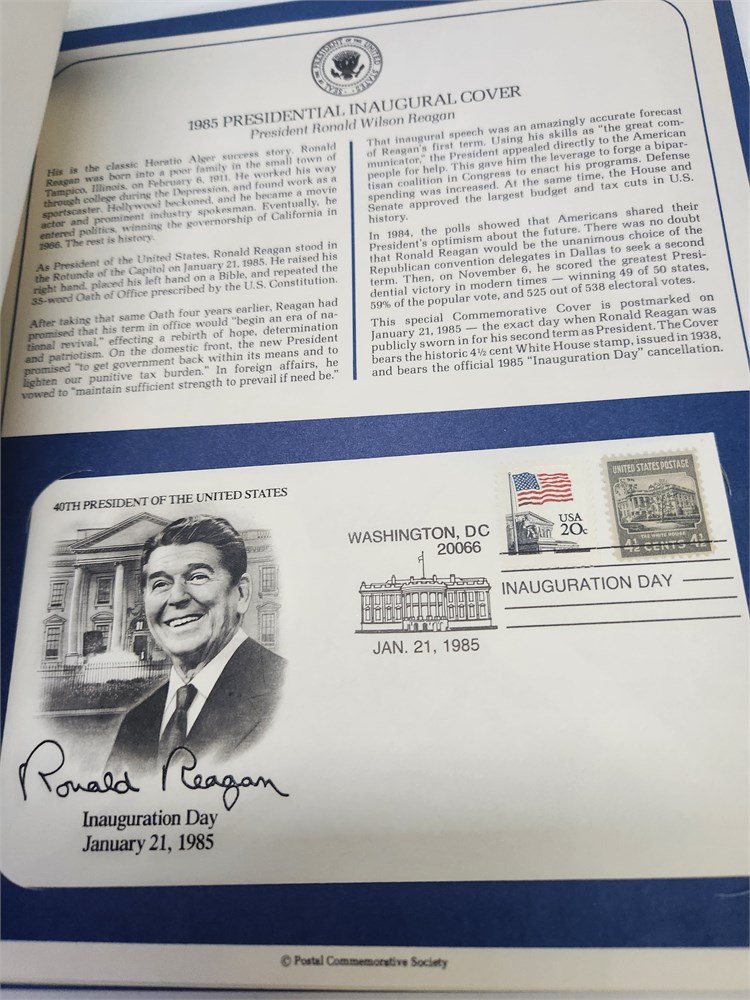 SEAL OF THE PRESIDENT OF THE UNITED STATES
1985 PRESIDENTIAL INAUGURAL COVER
President Ronald Wilson Reagan
His is the classic Horatio Alger success story. Ronald
Reagan was born into a poor family in the small town of
Tampico, Illinois, on February 6, 1911. He worked his way
through college during the Depression, and found work as a
sportscaster. Hollywood beckoned, and he became a movie
actor and prominent industry spokesman. Eventually, he
entered politics, winning the governorship of California in
1966. The rest is history.
As President of the United States, Ronald Reagan stood in
the Rotunda of the Capitol on January 21, 1985. He raised his
right hand, placed his left hand on a Bible, and repeated the
35-word Oath of Office prescribed by the U.S. Constitution.
After taking that same Oath four years earlier, Reagan had
promised that his term in office would "begin an era of na-
tional revival," effecting a rebirth of hope, determination
and patriotism. On the domestic front, the new President
promised "to get government back within its means and to
lighten our punitive tax burden." In foreign affairs, he
vowed to "maintain sufficient strength to prevail if need be."
That inaugural speech was an amazingly accurate forecast
of Reagan's first term. Using his skills as "the great com-
municator," the President appealed directly to the American
people for help. This gave him the leverage to forge a bipar-
tisan coalition in Congress to enact his programs. Defense
spending was increased. At the same time, the House and
Senate approved the largest budget and tax cuts in U.S.
history.
In 1984, the polls showed that Americans shared their
President's optimism about the future. There was no doubt
that Ronald Reagan would be the unanimous choice of the
Republican convention delegates in Dallas to seek a second
term. Then, on November 6, he scored the greatest Presi-
dential victory in modern times — winning 49 of 50 states,
59% of the popular vote, and 525 out of 538 electoral votes.
This special Commemorative Cover is postmarked on
January 21, 1985 — the exact day when Ronald Reagan was
publicly sworn in for his second term as President. The Cover
bears the historic 4½ cent White House stamp, issued in 1938,
and bears the official 1985 "Inauguration Day" cancellation.
40TH PRESIDENT OF THE UNITED STATES
WASHINGTON, DC
20066
JAN. 21, 1985
USA
20c
UNITED STATES POSTAGE
THE WHITE HOUSE
4½ CENTS 4½
INAUGURATION DAY
Ronald Reagan
Inauguration Day
January 21, 1985
© Postal Commemorative Society